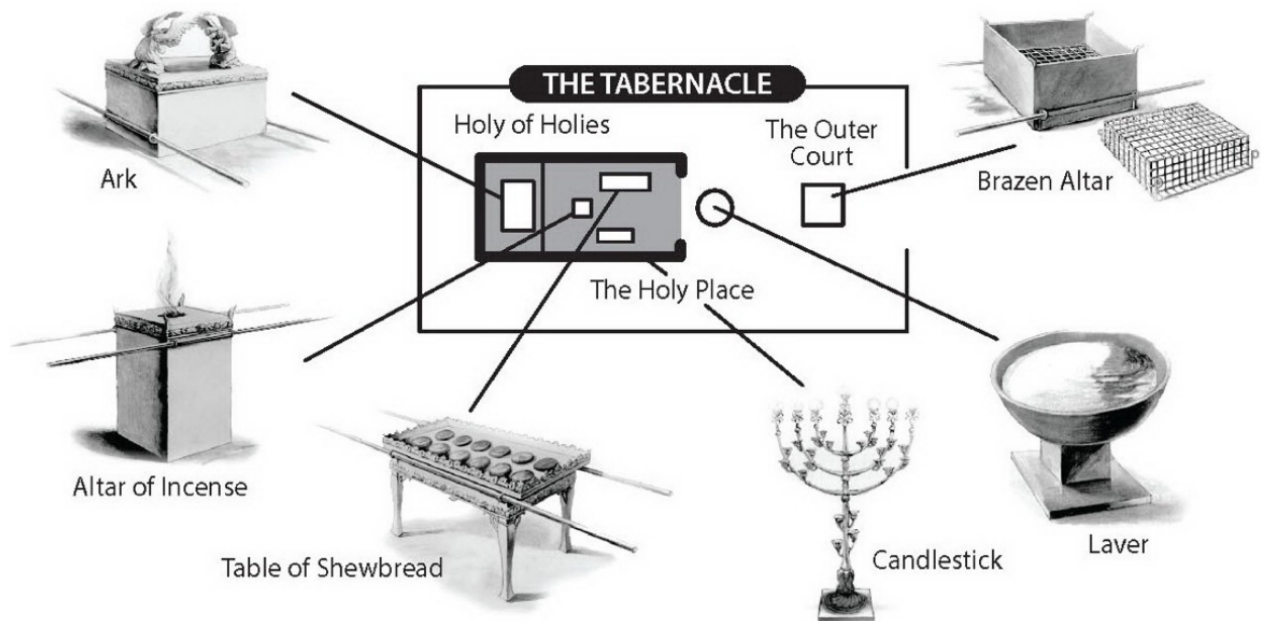 THE TABERNACLE
Holy of Holies
The Outer
Court
Ark
Brazen Altar
The Holy Place
Altar of Incense
Table of Shewbread
Candlestick
Laver